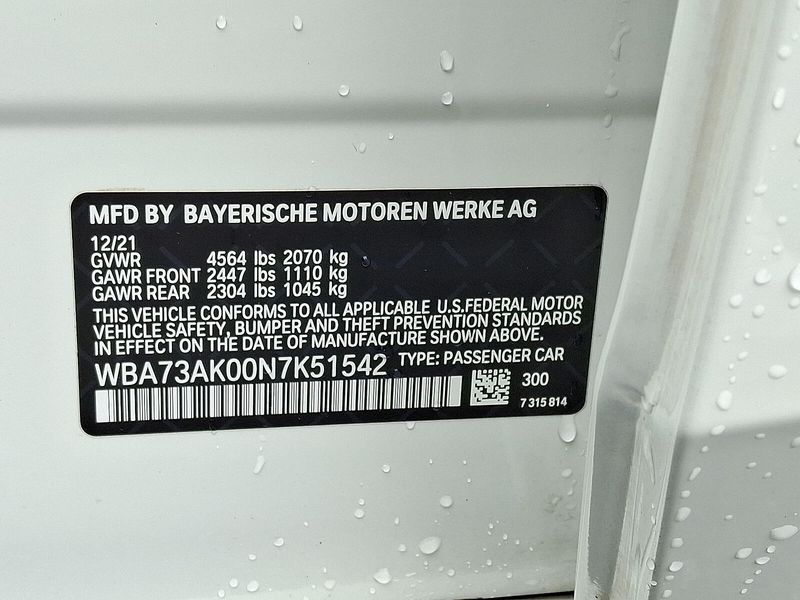 MFD BY BAYERISCHE MOTOREN WERKE AG
12/21
GVWR 4564 lbs 2070 kg
GAWR FRONT 2447 lbs 1110 kg
GAWR REAR 2304 lbs 1045 kg
THIS VEHICLE CONFORMS TO ALL APPLICABLE U.S.FEDERAL MOTOR
VEHICLE SAFETY, BUMPER AND THEFT PREVENTION STANDARDS
IN EFFECT ON THE DATE OF MANUFACTURE SHOWN ABOVE.
WBA73AK00N7K51542 TYPE: PASSENGER CAR
300
7 315 814